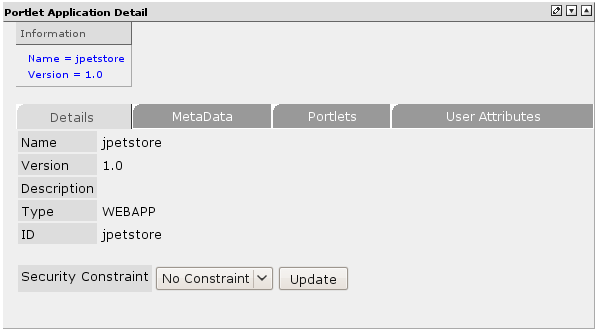 Portlet Application Detail
Information
Name = jpetstore
Version = 1.0
Details MetaData Portlets User Attributes
Name jpetstore
Version 1.0
Description
Type WEBAPP
ID jpetstore
Security Constraint No Constraint Update